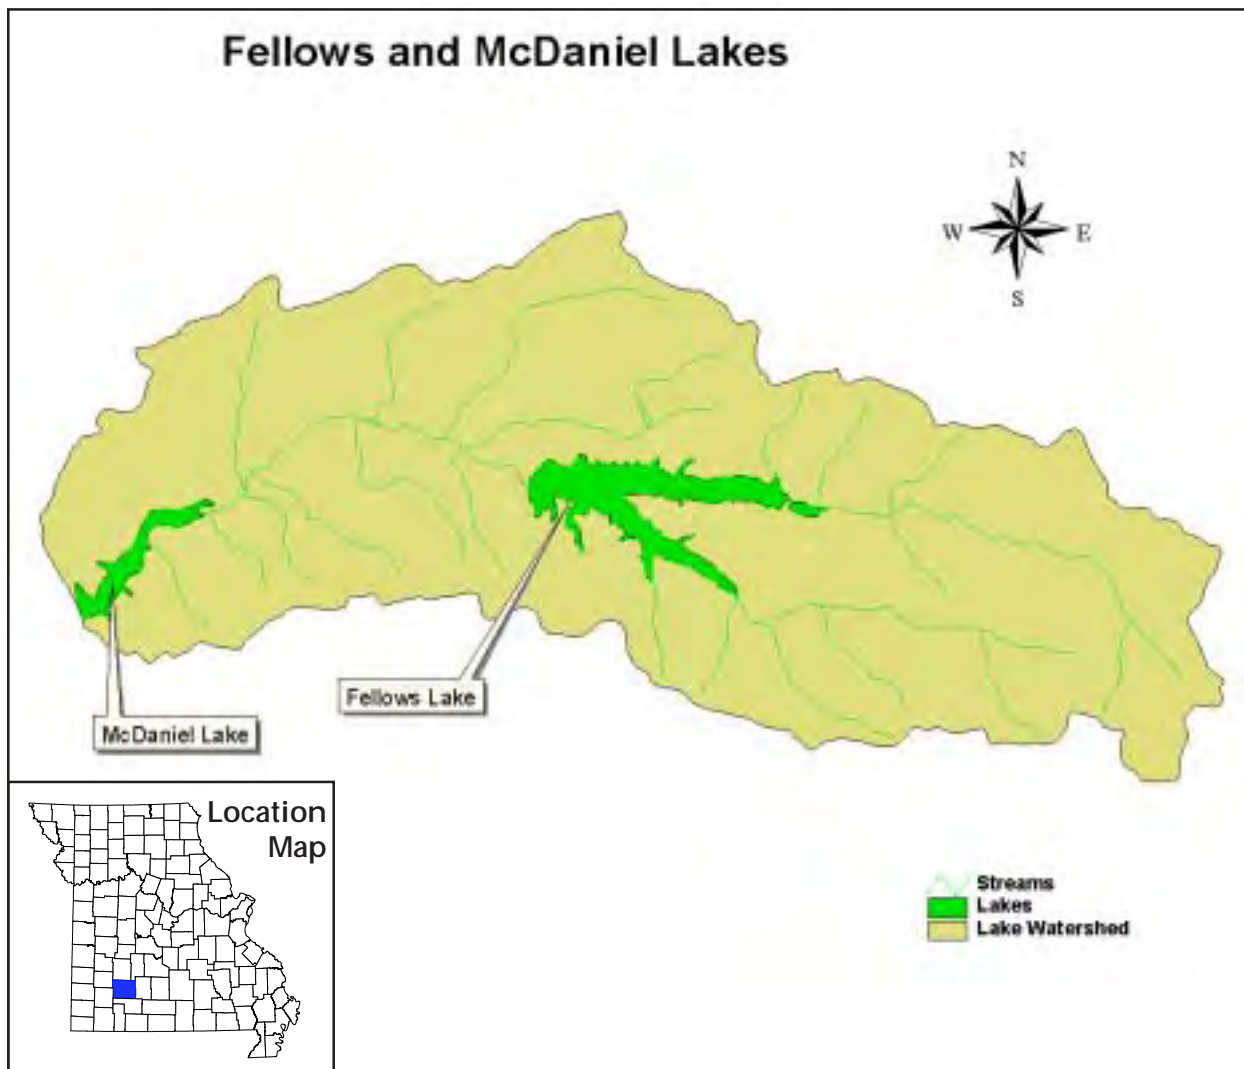 Fellows and McDaniel Lakes
N
W
E
S
Fellows Lake
McDaniel Lake
Location
Map
Streams
Lakes
Lake Watershed